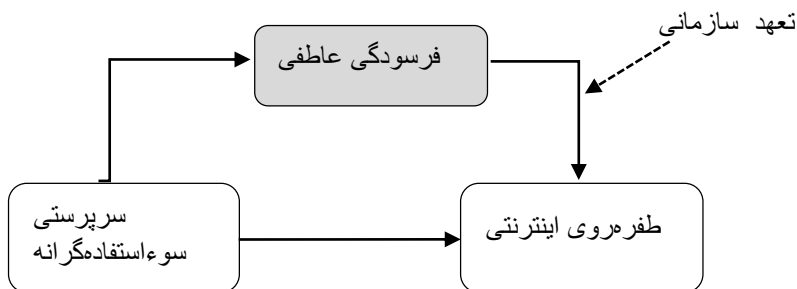 تعهد سازمانی
فرسودگی عاطفی
سرپرستی
سوءاستفاده‌گرانه
طفره‌روی اینترنتی